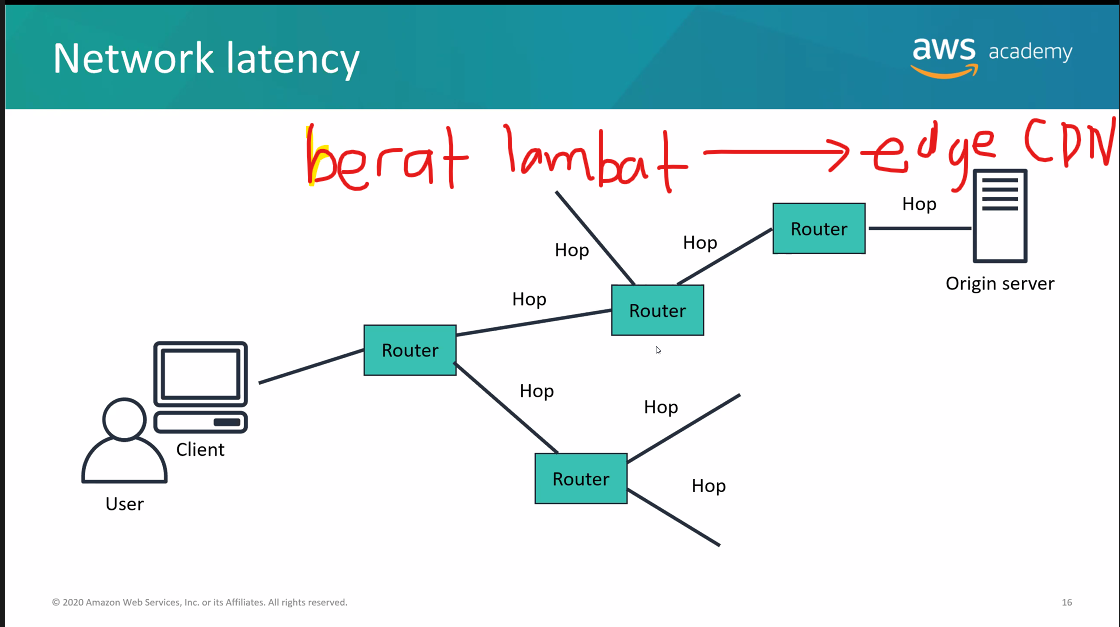 Network latency
aws academy
berat lambat → edge CDN
Hop
Router
Hop
Hop
Origin server
Hop
Router
Router
Hop
Hop
Client
Router
Hop
User
© 2020 Amazon Web Services, Inc. or its Affiliates. All rights reserved.
16